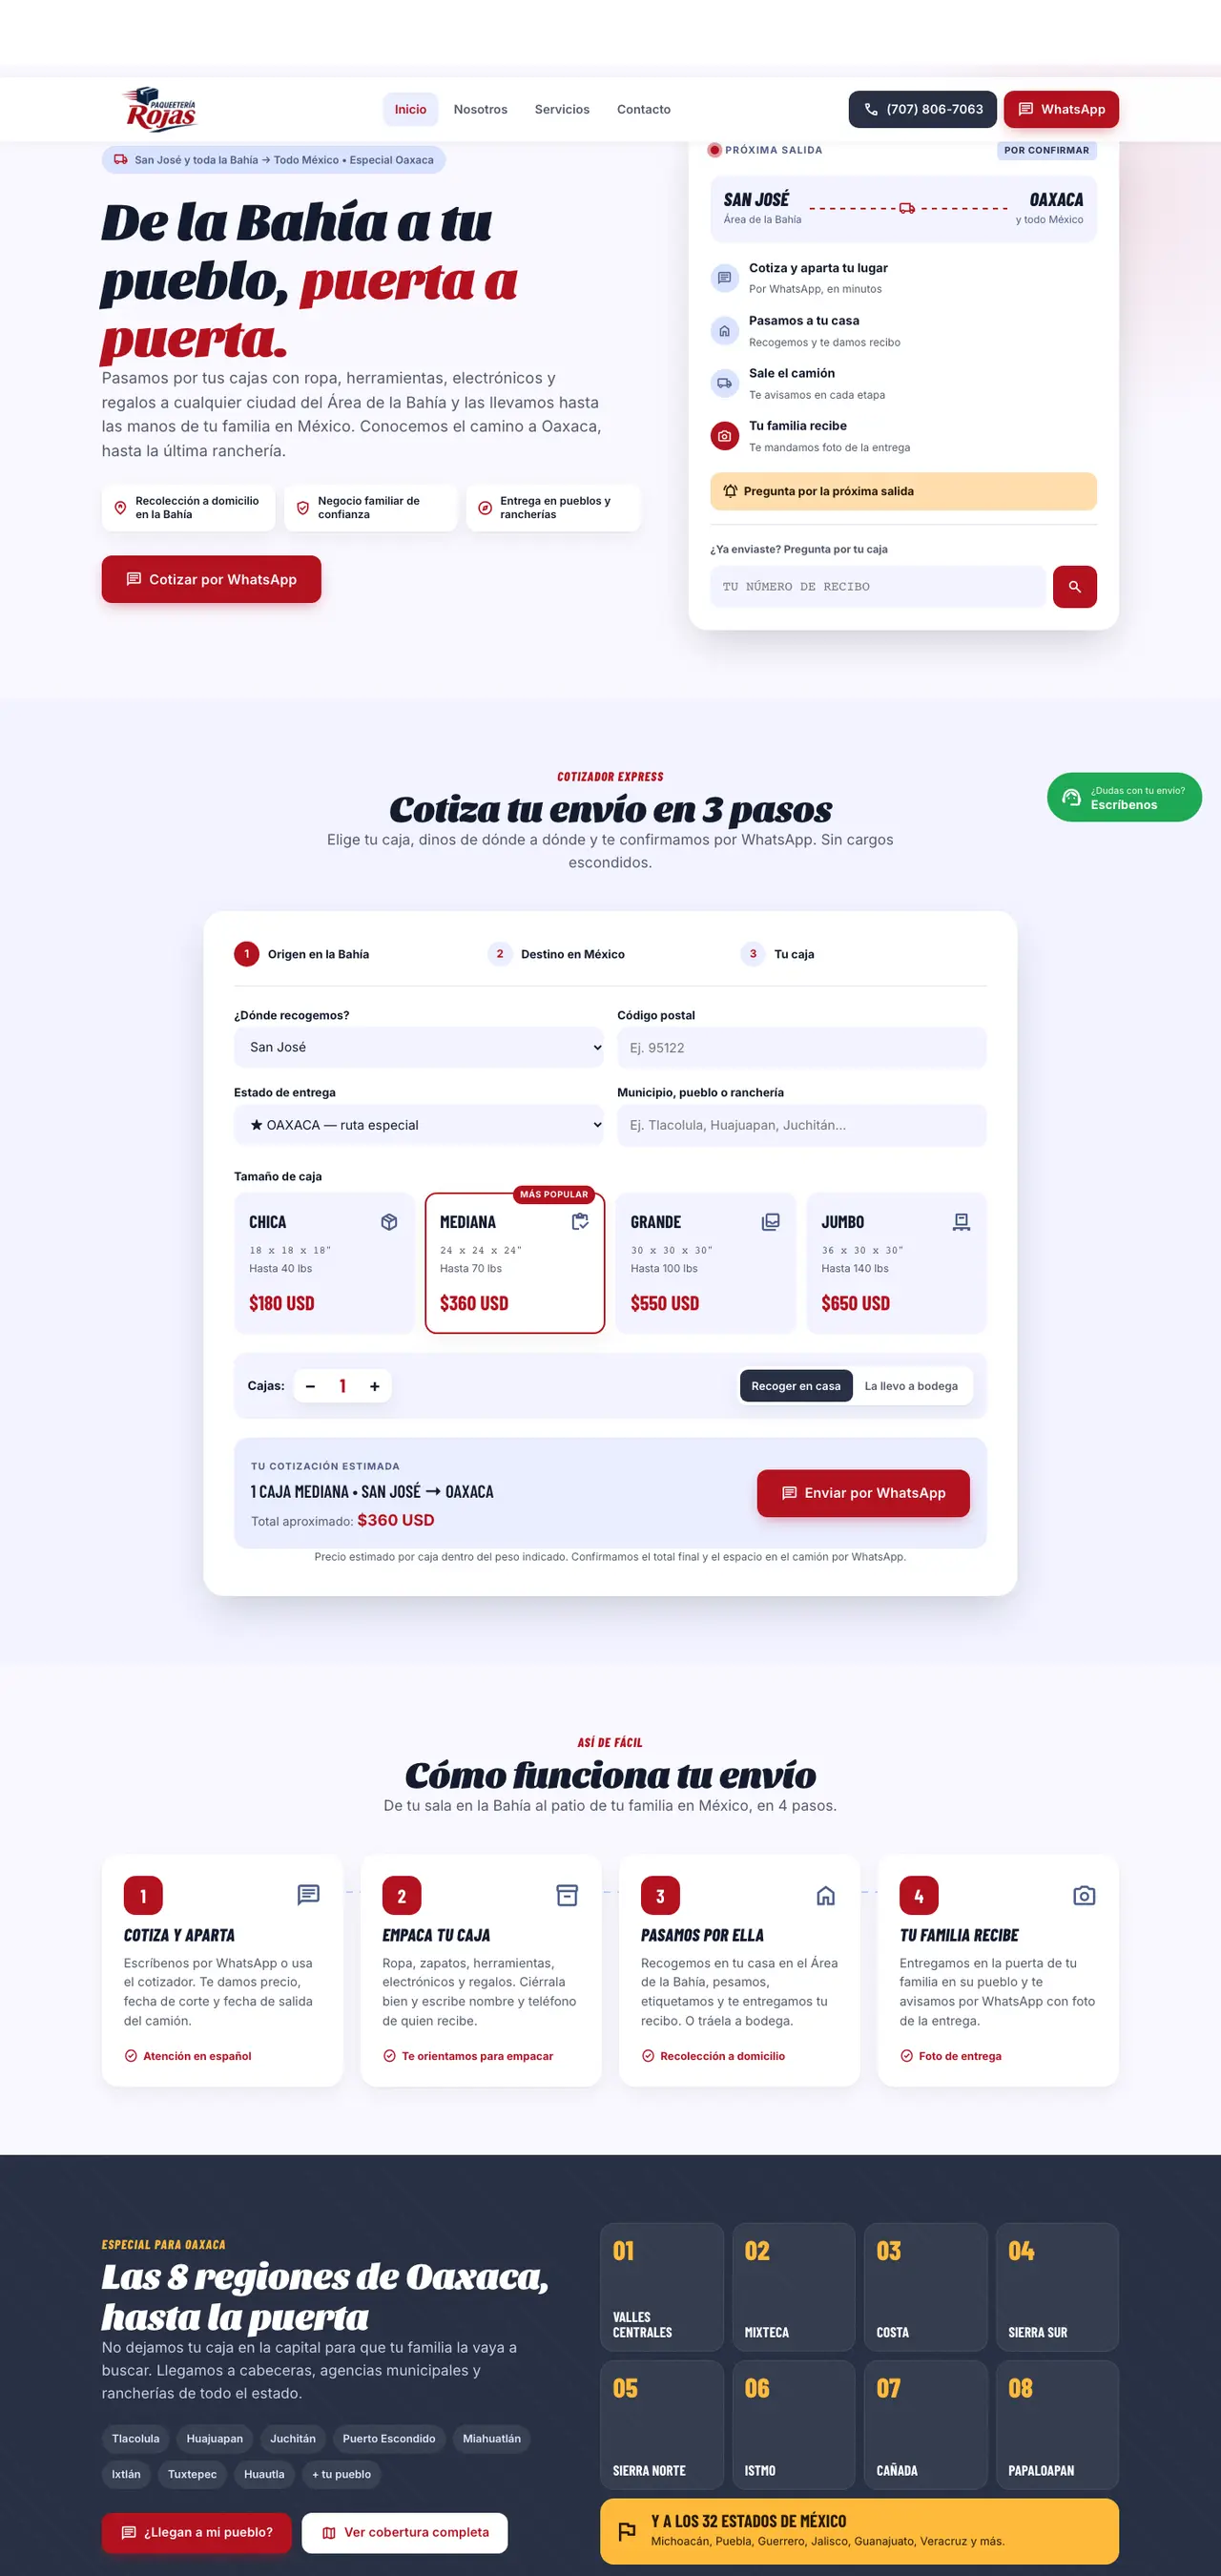 PAQUETERÍA
Rojas
Inicio
Nosotros
Servicios
Contacto
(707) 806-7063
WhatsApp
San José y toda la Bahía → Todo México • Especial Oaxaca
De la Bahía a tu
pueblo, puerta a
puerta.
Pasamos por tus cajas con ropa, herramientas, electrónicos y
regalos a cualquier ciudad del Área de la Bahía y las llevamos hasta
las manos de tu familia en México. Conocemos el camino a Oaxaca,
hasta la última ranchería.
Recolección a domicilio
en la Bahía
Negocio familiar de
confianza
Entrega en pueblos y
rancherías
Cotizar por WhatsApp
PRÓXIMA SALIDA
POR CONFIRMAR
SAN JOSÉ
Área de la Bahía
OAXACA
y todo México
Cotiza y aparta tu lugar
Por WhatsApp, en minutos
Pasamos a tu casa
Recogemos y te damos recibo
Sale el camión
Te avisamos en cada etapa
Tu familia recibe
Te mandamos foto de la entrega
Pregunta por la próxima salida
¿Ya enviaste? Pregunta por tu caja
TU NÚMERO DE RECIBO
COTIZADOR EXPRESS
Cotiza tu envío en 3 pasos
Elige tu caja, dinos de dónde a dónde y te confirmamos por WhatsApp. Sin cargos
escondidos.
¿Dudas con tu envío?
Escríbenos
1 Origen en la Bahía
2 Destino en México
3 Tu caja
¿Dónde recogemos?
San José
Código postal
Ej. 95122
Estado de entrega
★ OAXACA — ruta especial
Municipio, pueblo o ranchería
Ej. Tlacolula, Huajuapan, Juchitán...
Tamaño de caja
CHICA
18 x 18 x 18"
Hasta 40 lbs
$180 USD
MÁS POPULAR
MEDIANA
24 x 24 x 24"
Hasta 70 lbs
$360 USD
GRANDE
30 x 30 x 30"
Hasta 100 lbs
$550 USD
JUMBO
36 x 30 x 30"
Hasta 140 lbs
$650 USD
Cajas: − 1 +
Recoger en casa
La llevo a bodega
TU COTIZACIÓN ESTIMADA
1 CAJA MEDIANA • SAN JOSÉ → OAXACA
Total aproximado: $360 USD
Enviar por WhatsApp
Precio estimado por caja dentro del peso indicado. Confirmamos el total final y el espacio en el camión por WhatsApp.
ASÍ DE FÁCIL
Cómo funciona tu envío
De tu sala en la Bahía al patio de tu familia en México, en 4 pasos.
1
COTIZA Y APARTA
Escríbenos por WhatsApp o usa
el cotizador. Te damos precio,
fecha de corte y fecha de salida
del camión.
Atención en español
2
EMPACA TU CAJA
Ropa, zapatos, herramientas,
electrónicos y regalos. Ciérrala
bien y escribe nombre y teléfono
de quien recibe.
Te orientamos para empacar
3
PASAMOS POR ELLA
Recogemos en tu casa en el Área
de la Bahía, pesamos,
etiquetamos y te entregamos tu
recibo. O tráela a bodega.
Recolección a domicilio
4
TU FAMILIA RECIBE
Entregamos en la puerta de tu
familia en su pueblo y te
avisamos por WhatsApp con foto
de la entrega.
Foto de entrega
ESPECIAL PARA OAXACA
Las 8 regiones de Oaxaca,
hasta la puerta
No dejamos tu caja en la capital para que tu familia la vaya a
buscar. Llegamos a cabeceras, agencias municipales y
rancherías de todo el estado.
Tlacolula
Huajuapan
Juchitán
Puerto Escondido
Miahuatlán
Ixtlán
Tuxtepec
Huautla
+ tu pueblo
¿Llegan a mi pueblo?
Ver cobertura completa
01
VALLES
CENTRALES
02
MIXTECA
03
COSTA
04
SIERRA SUR
05
SIERRA NORTE
06
ISTMO
07
CAÑADA
08
PAPALOAPAN
Y A LOS 32 ESTADOS DE MÉXICO
Michoacán, Puebla, Guerrero, Jalisco, Guanajuato, Veracruz y más.